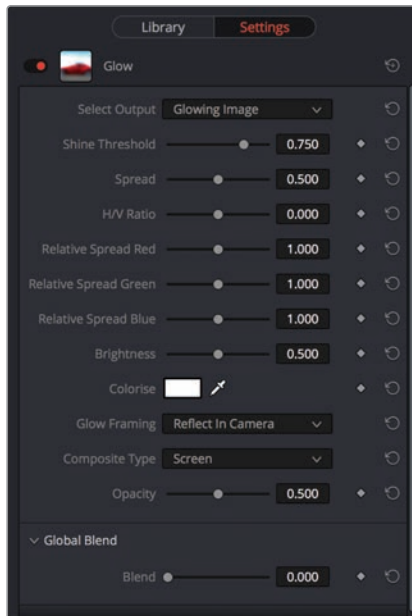 Library Settings
Glow
Select Output Glowing Image
Shine Threshold 0.750
Spread 0.500
H/V Ratio 0.000
Relative Spread Red 1.000
Relative Spread Green 1.000
Relative Spread Blue 1.000
Brightness 0.500
Colorise
Glow Framing Reflect In Camera
Composite Type Screen
Opacity 0.500
Global Blend
Blend 0.000